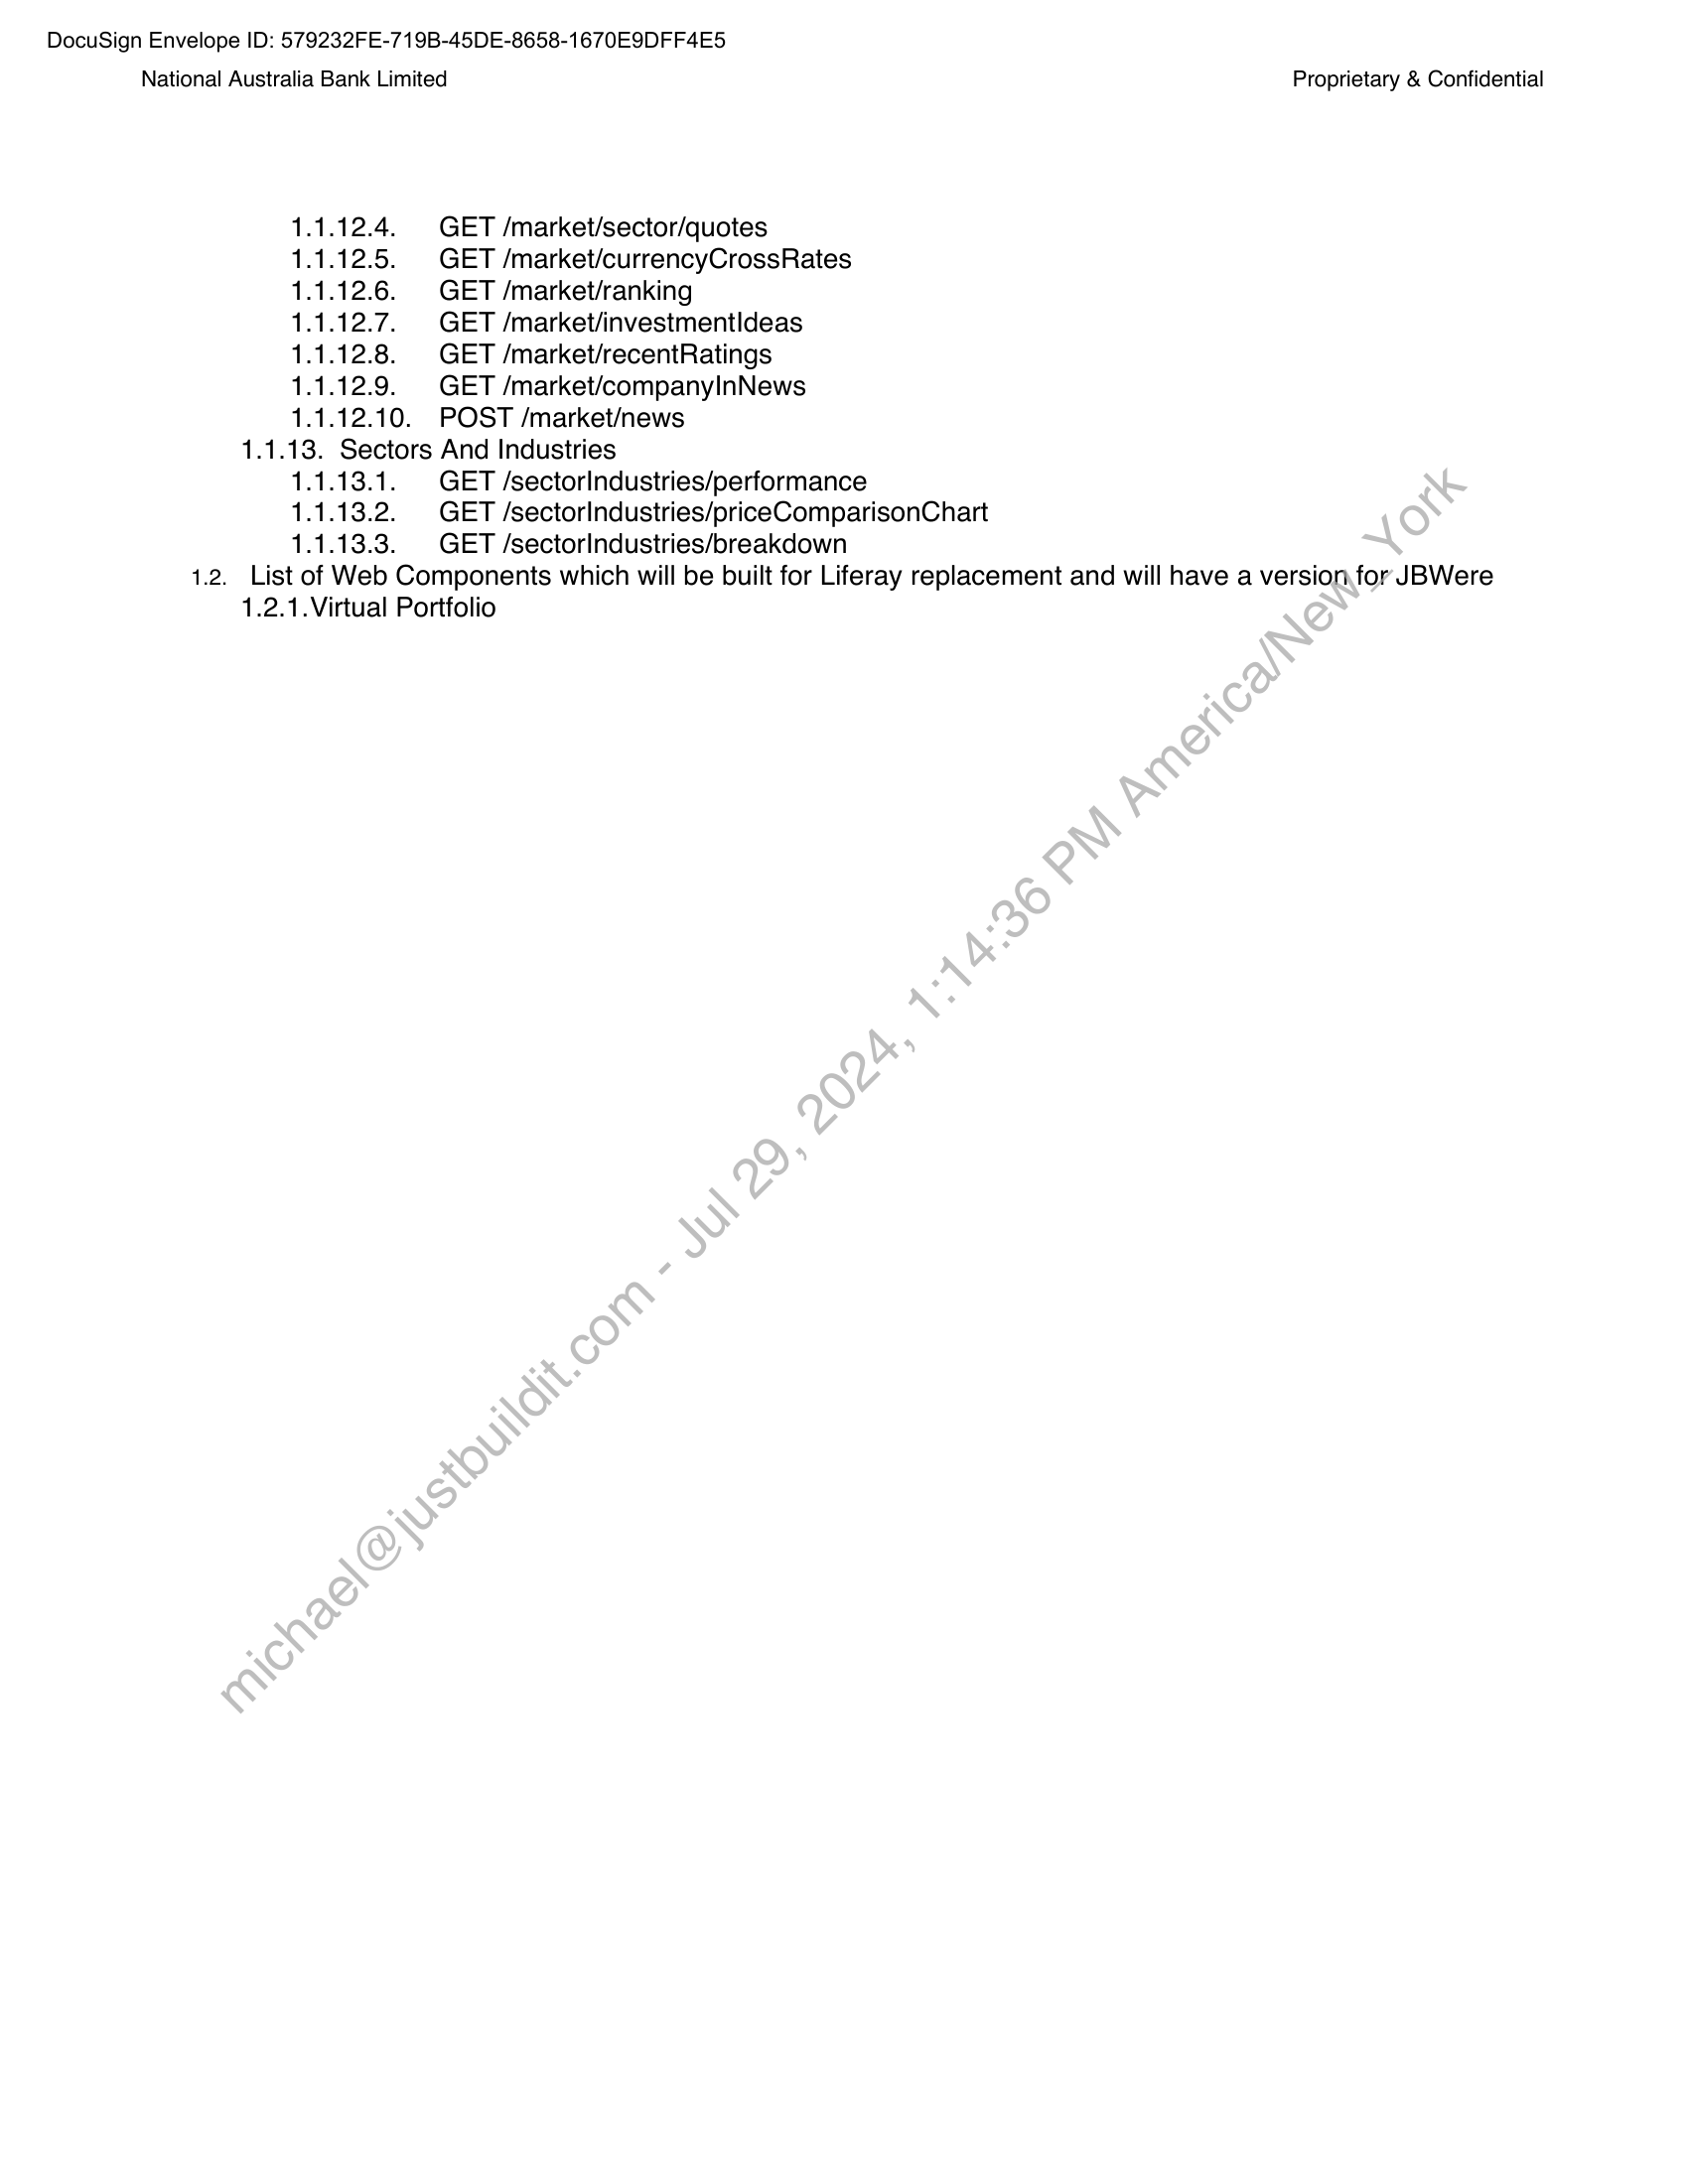 DocuSign Envelope ID: 579232FE-719B-45DE-8658-1670E9DFF4E5
National Australia Bank Limited Proprietary & Confidential
1.1.12.4. GET /market/sector/quotes
1.1.12.5. GET /market/currencyCrossRates
1.1.12.6. GET /market/ranking
1.1.12.7. GET /market/investmentIdeas
1.1.12.8. GET /market/recentRatings
1.1.12.9. GET /market/companyInNews
1.1.12.10. POST /market/news
1.1.13. Sectors And Industries
1.1.13.1. GET /sectorIndustries/performance
1.1.13.2. GET /sectorIndustries/priceComparisonChart
1.1.13.3. GET /sectorIndustries/breakdown
1.2. List of Web Components which will be built for Liferay replacement and will have a version for JBWere
1.2.1. Virtual Portfolio
michael@justbuildit.com - Jul 29, 2024, 1:14:36 PM America/New_York